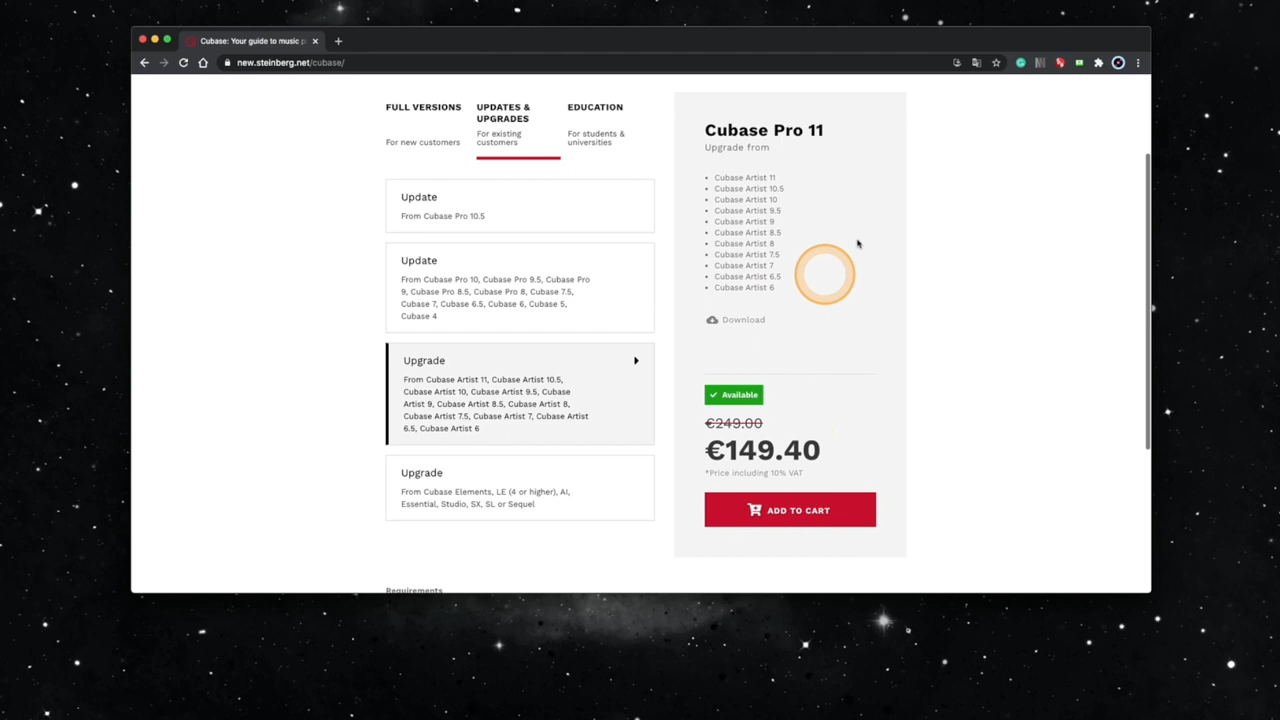 Cubase: Your guide to music p
new.steinberg.net/cubase/
FULL VERSIONS
For new customers
UPDATES &
UPGRADES
For existing
customers
EDUCATION
For students &
universities
Update
From Cubase Pro 10.5
Update
From Cubase Pro 10, Cubase Pro 9.5, Cubase Pro
9, Cubase Pro 8.5, Cubase Pro 8, Cubase 7.5,
Cubase 7, Cubase 6.5, Cubase 6, Cubase 5,
Cubase 4
Upgrade
From Cubase Artist 11, Cubase Artist 10.5,
Cubase Artist 10, Cubase Artist 9.5, Cubase
Artist 9, Cubase Artist 8.5, Cubase Artist 8,
Cubase Artist 7.5, Cubase Artist 7, Cubase Artist
6.5, Cubase Artist 6
Upgrade
From Cubase Elements, LE (4 or higher), AI,
Essential, Studio, SX, SL or Sequel
Requirements
Cubase Pro 11
Upgrade from
• Cubase Artist 11
• Cubase Artist 10.5
• Cubase Artist 10
• Cubase Artist 9.5
• Cubase Artist 9
• Cubase Artist 8.5
• Cubase Artist 8
• Cubase Artist 7.5
• Cubase Artist 7
• Cubase Artist 6.5
• Cubase Artist 6
Download
Available
€249.00
€149.40
*Price including 10% VAT
ADD TO CART